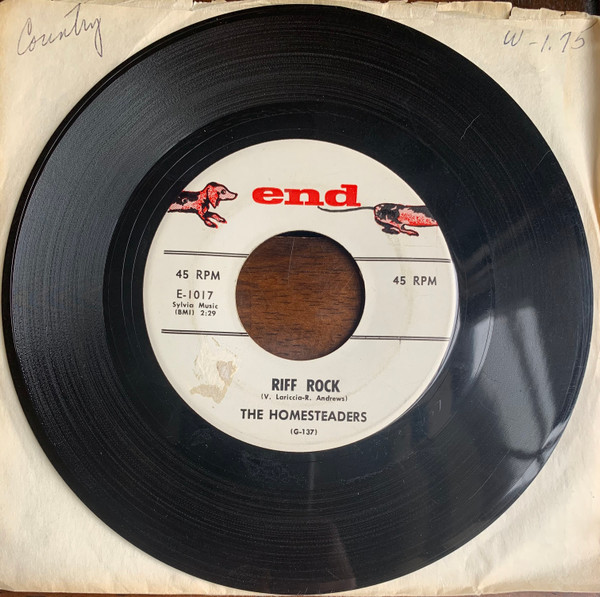 Country
W-1.75
end
45 RPM
45 RPM
E-1017
Sylvia Music
(BMI) 2:29
RIFF ROCK
(V. Lariccia-R. Andrews)
THE HOMESTEADERS
(G-137)